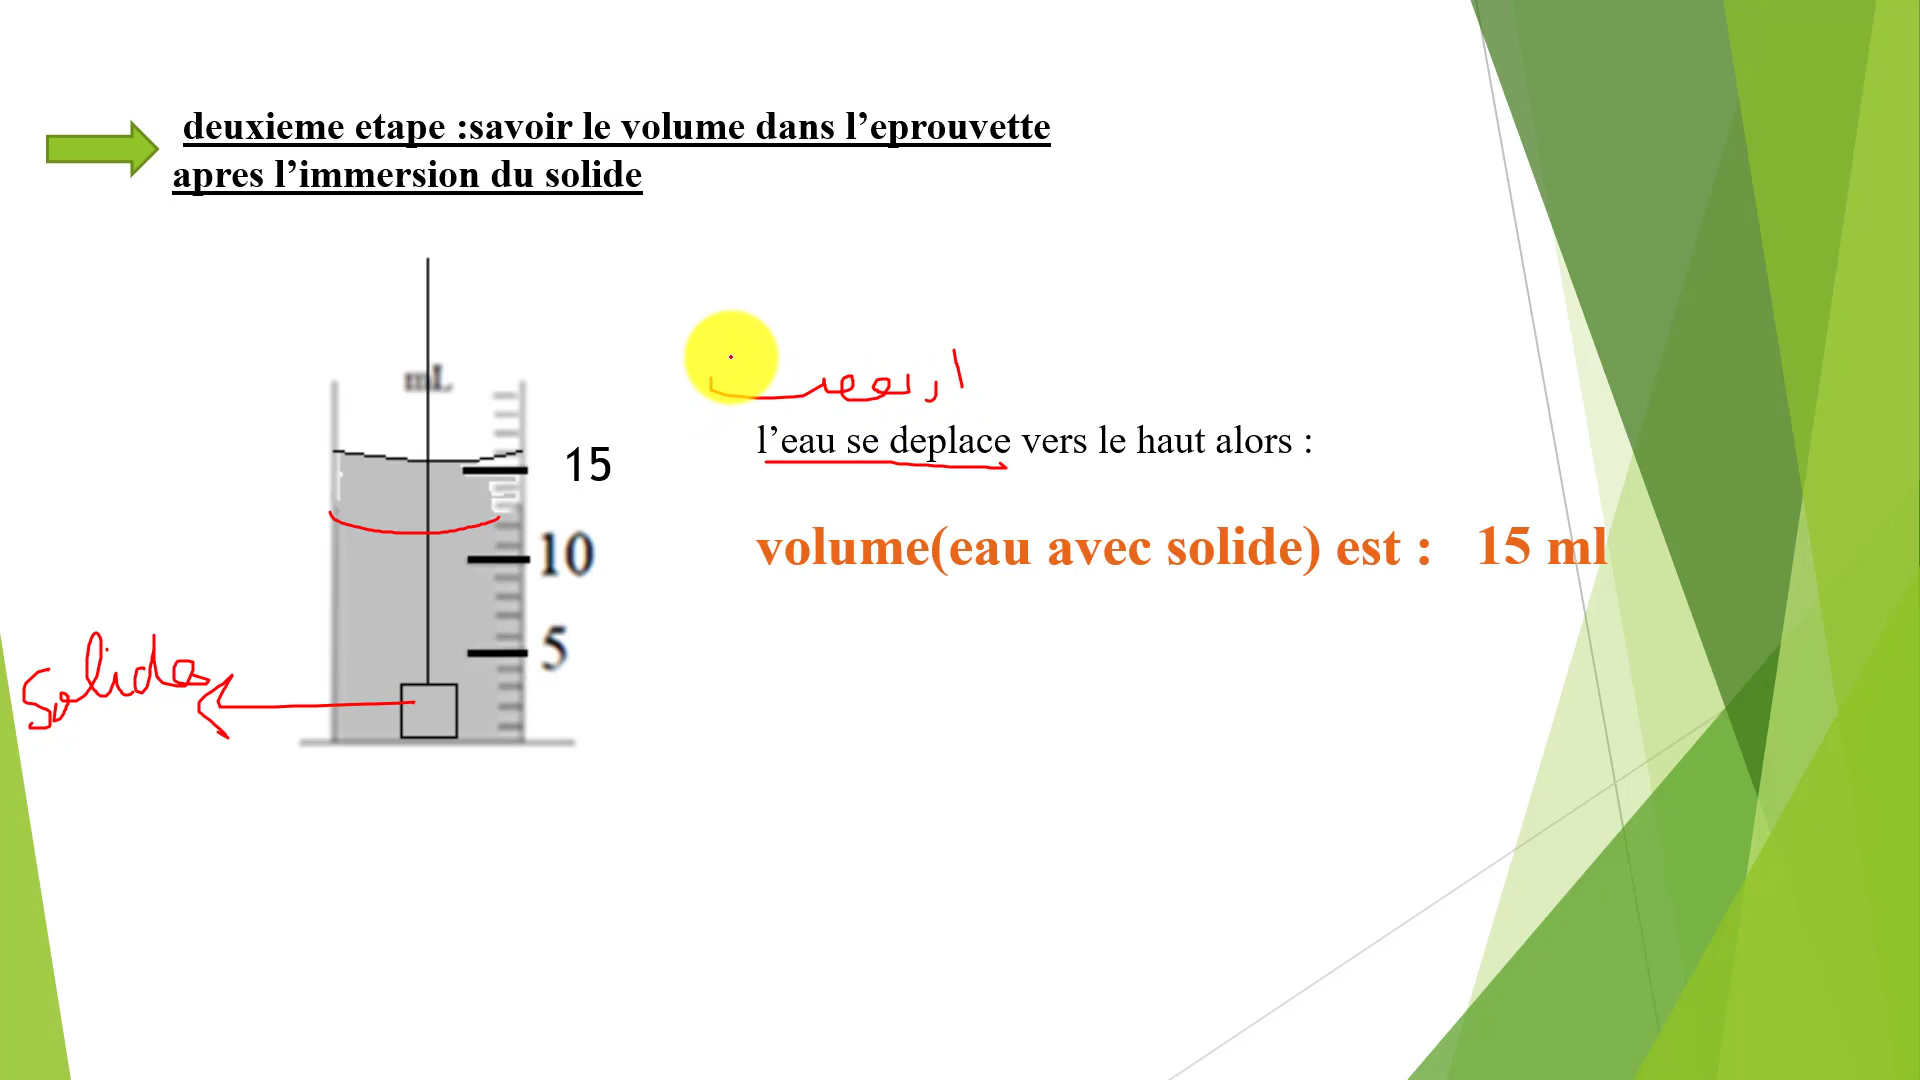 deuxieme etape :savoir le volume dans l’eprouvette
apres l’immersion du solide
mL
15
l’eau se deplace vers le haut alors :
10
volume(eau avec solide) est : 15 ml
5
Solide